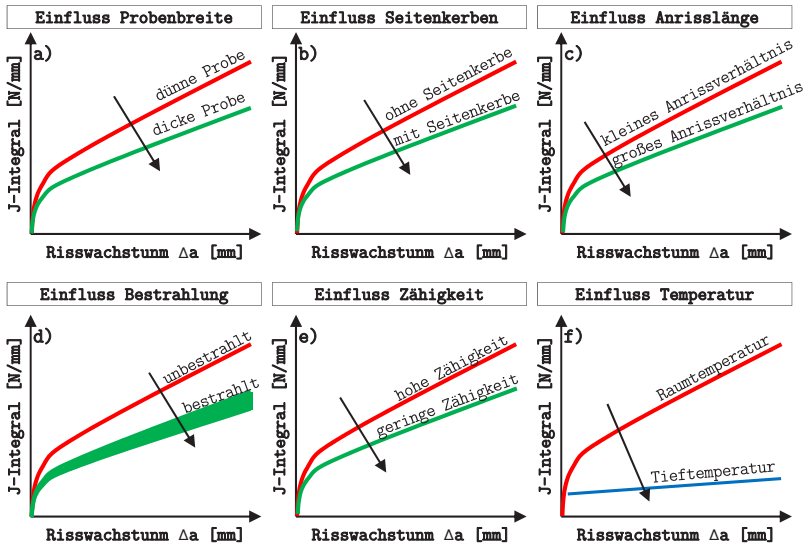 Einfluss Probenbreite
a)
dünne Probe
dicke Probe
J-Integral [N/mm]
Risswachstunm Δa [mm]
Einfluss Seitenkerben
b)
ohne Seitenkerbe
mit Seitenkerbe
J-Integral [N/mm]
Risswachstunm Δa [mm]
Einfluss Anrisslänge
c)
kleines Anrissverhältnis
großes Anrissverhältnis
J-Integral [N/mm]
Risswachstunm Δa [mm]
Einfluss Bestrahlung
d)
unbestrahlt
bestrahlt
J-Integral [N/mm]
Risswachstunm Δa [mm]
Einfluss Zähigkeit
e)
hohe Zähigkeit
geringe Zähigkeit
J-Integral [N/mm]
Risswachstunm Δa [mm]
Einfluss Temperatur
f)
Raumtemperatur
Tieftemperatur
J-Integral [N/mm]
Risswachstunm Δa [mm]